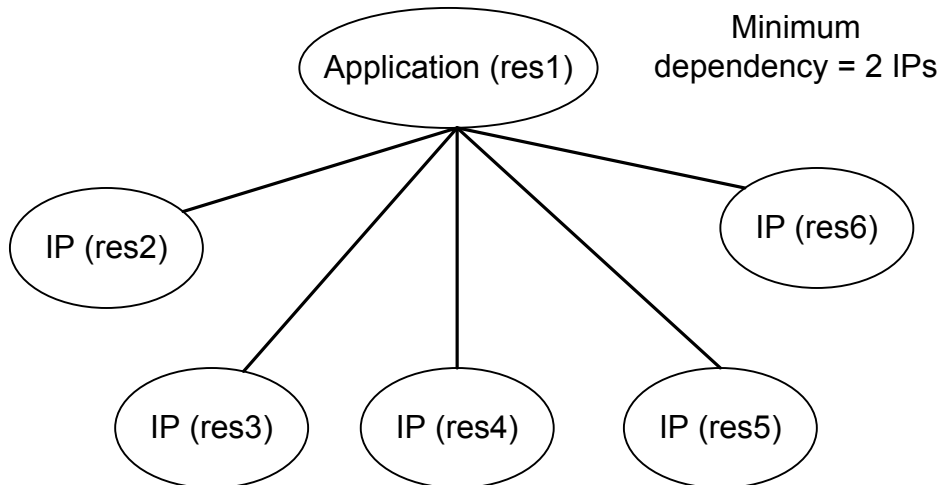 Minimum
dependency = 2 IPs
Application (res1)
IP (res2)
IP (res6)
IP (res3)
IP (res4)
IP (res5)